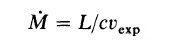 Ṁ = L/cv_exp